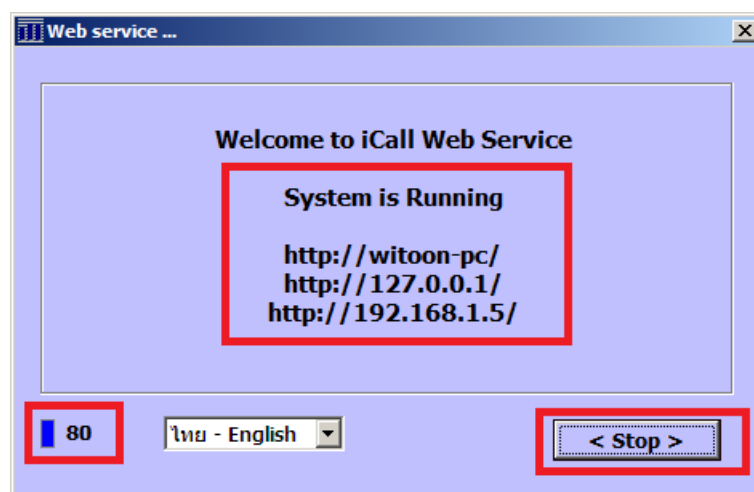 Web service ...
Welcome to iCall Web Service
System is Running
http://witoon-pc/
http://127.0.0.1/
http://192.168.1.5/
80
ไทย - English
< Stop >